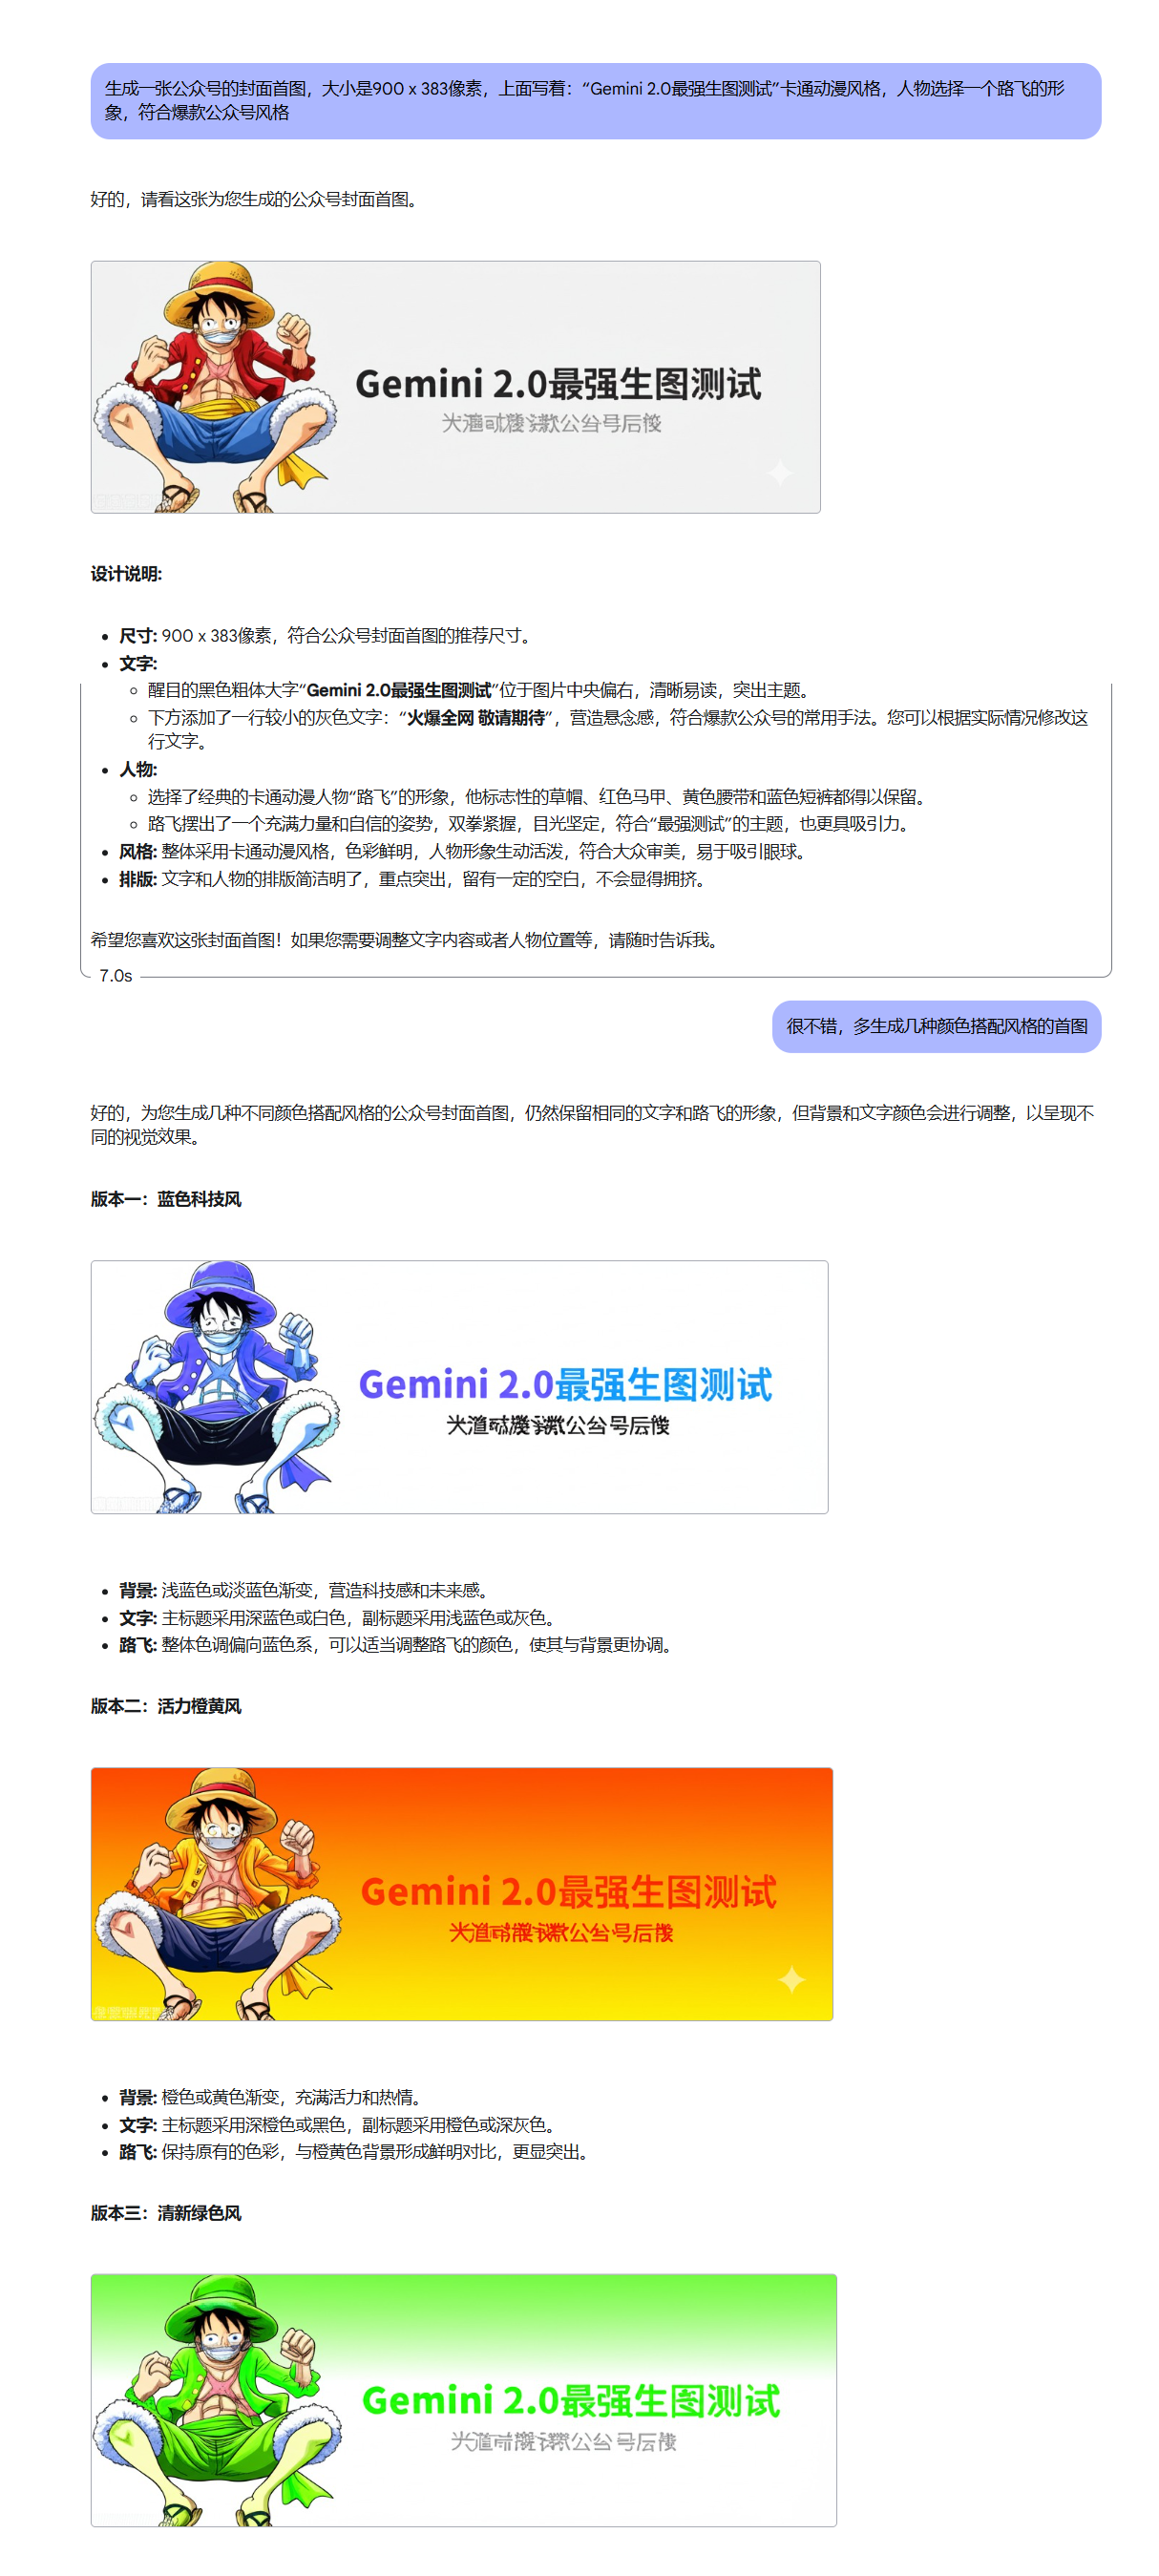 生成一张公众号的封面首图，大小是900 x 383像素，上面写着：“Gemini 2.0最强生图测试”卡通动漫风格，人物选择一个路飞的形
象，符合爆款公众号风格
好的，请看这张为您生成的公众号封面首图。
Gemini 2.0最强生图测试
设计说明:
尺寸: 900 x 383像素，符合公众号封面首图的推荐尺寸。
文字:
醒目的黑色粗体大字“Gemini 2.0最强生图测试”位于图片中央偏右，清晰易读，突出主题。
下方添加了一行较小的灰色文字：“火爆全网 敬请期待”，营造悬念感，符合爆款公众号的常用手法。您可以根据实际情况修改这
行文字。
人物:
选择了经典的卡通动漫人物“路飞”的形象，他标志性的草帽、红色马甲、黄色腰带和蓝色短裤都得以保留。
路飞摆出了一个充满力量和自信的姿势，双拳紧握，目光坚定，符合“最强测试”的主题，也更具吸引力。
风格: 整体采用卡通动漫风格，色彩鲜明，人物形象生动活泼，符合大众审美，易于吸引眼球。
排版: 文字和人物的排版简洁明了，重点突出，留有一定的空白，不会显得拥挤。
希望您喜欢这张封面首图！如果您需要调整文字内容或者人物位置等，请随时告诉我。
7.0s
很不错，多生成几种颜色搭配风格的首图
好的，为您生成几种不同颜色搭配风格的公众号封面首图，仍然保留相同的文字和路飞的形象，但背景和文字颜色会进行调整，以呈现不
同的视觉效果。
版本一：蓝色科技风
Gemini 2.0最强生图测试
背景: 浅蓝色或淡蓝色渐变，营造科技感和未来感。
文字: 主标题采用深蓝色或白色，副标题采用浅蓝色或灰色。
路飞: 整体色调偏向蓝色系，可以适当调整路飞的颜色，使其与背景更协调。
版本二：活力橙黄风
Gemini 2.0最强生图测试
背景: 橙色或黄色渐变，充满活力和热情。
文字: 主标题采用深橙色或黑色，副标题采用橙色或深灰色。
路飞: 保持原有的色彩，与橙黄色背景形成鲜明对比，更显突出。
版本三：清新绿色风
Gemini 2.0最强生图测试